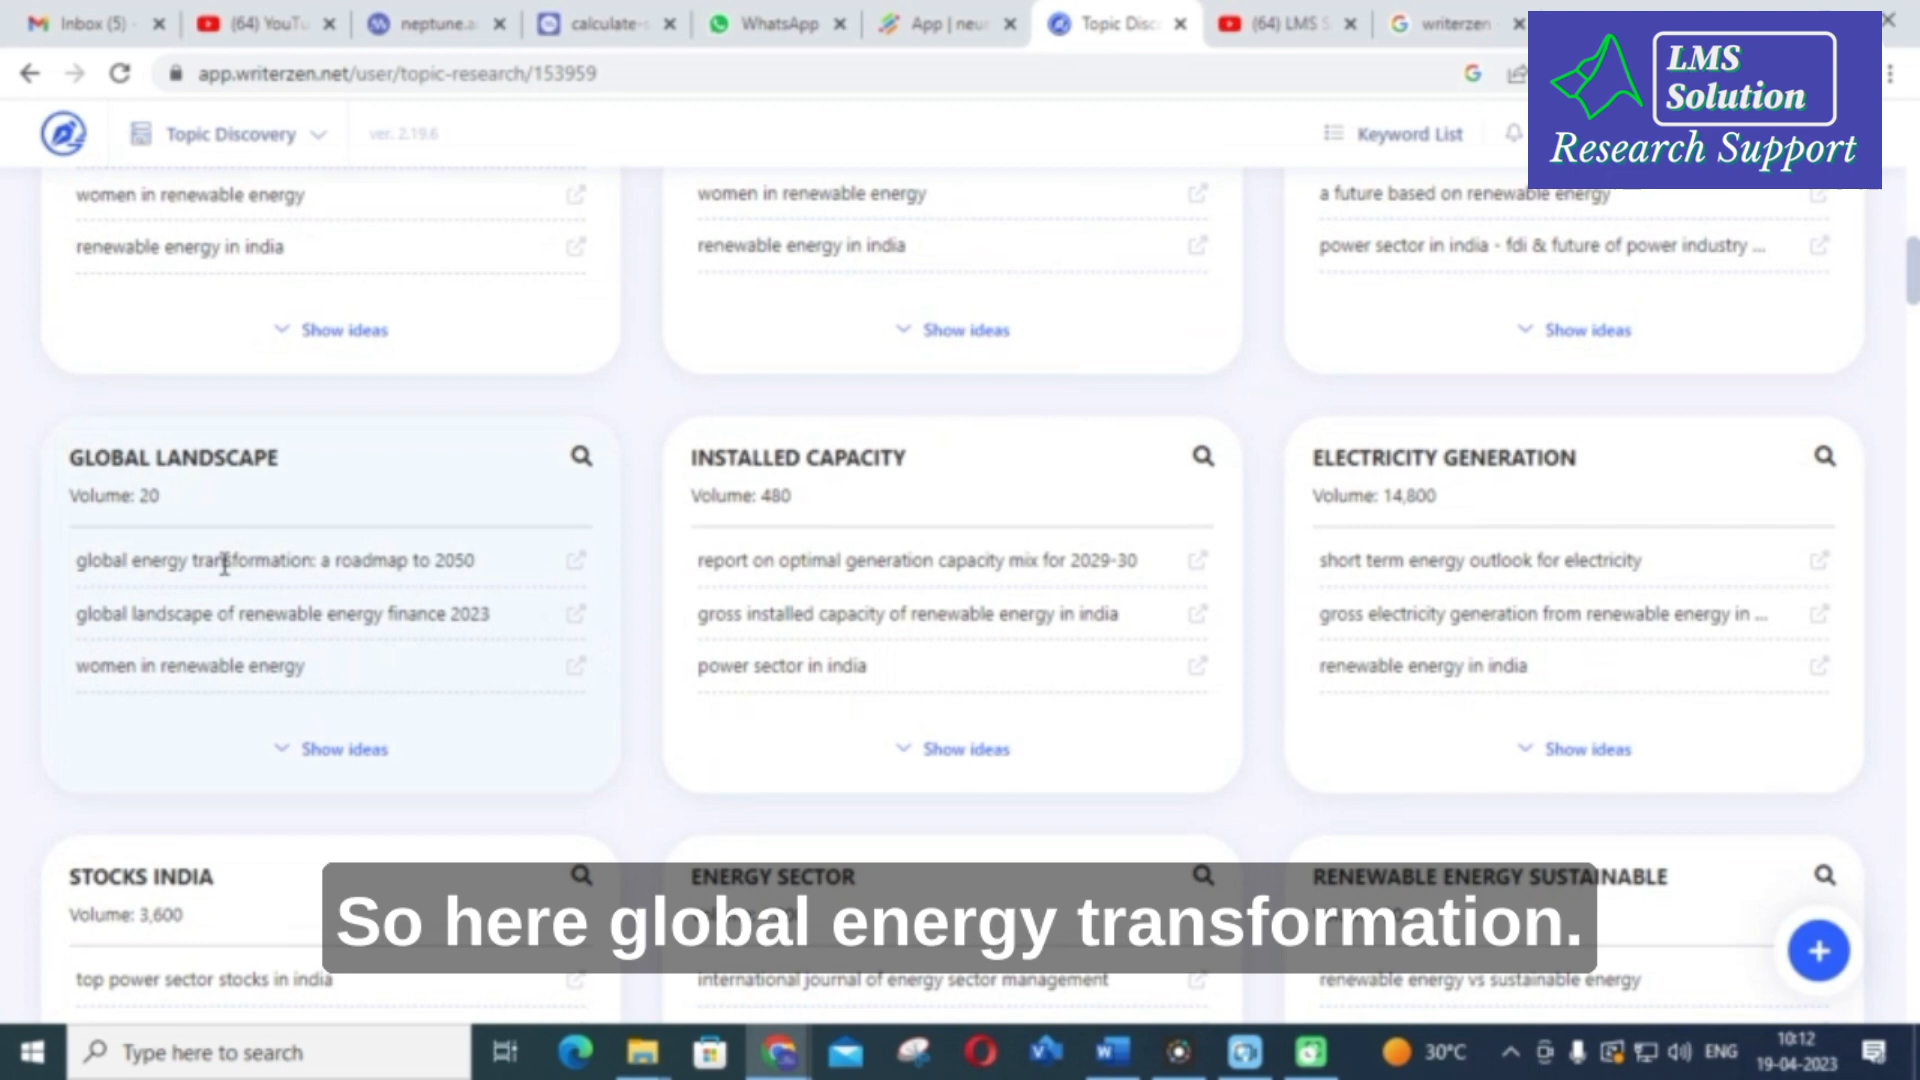 Inbox (5)
(64) YouTu
neptune.a
calculate-s
WhatsApp
App | neur
Topic Disc
(64) LMS S
writerzen
app.writerzen.net/user/topic-research/153959
LMS
Solution
Research Support
Topic Discovery
ver. 2.19.6
Keyword List
women in renewable energy
renewable energy in india
Show ideas
women in renewable energy
renewable energy in india
Show ideas
a future based on renewable energy
power sector in india - fdi & future of power industry ...
Show ideas
GLOBAL LANDSCAPE
Volume: 20
global energy transformation: a roadmap to 2050
global landscape of renewable energy finance 2023
women in renewable energy
Show ideas
INSTALLED CAPACITY
Volume: 480
report on optimal generation capacity mix for 2029-30
gross installed capacity of renewable energy in india
power sector in india
Show ideas
ELECTRICITY GENERATION
Volume: 14,800
short term energy outlook for electricity
gross electricity generation from renewable energy in ...
renewable energy in india
Show ideas
STOCKS INDIA
Volume: 3,600
top power sector stocks in india
ENERGY SECTOR
international journal of energy sector management
RENEWABLE ENERGY SUSTAINABLE
renewable energy vs sustainable energy
So here global energy transformation.
Type here to search
30°C
ENG
10:12
19-04-2023